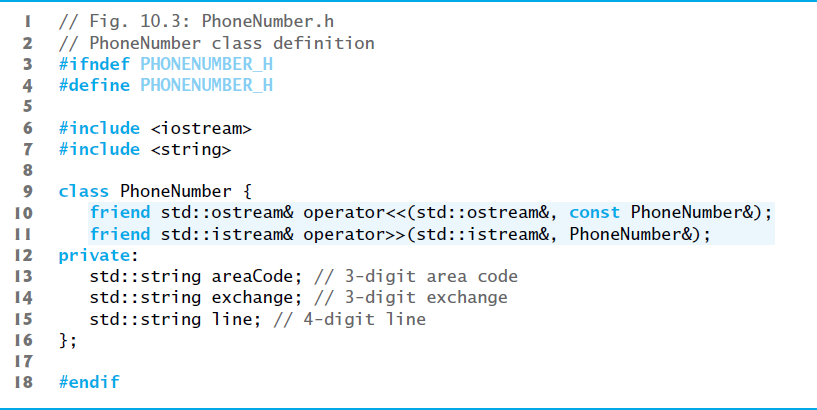 1 // Fig. 10.3: PhoneNumber.h
2 // PhoneNumber class definition
3 #ifndef PHONENUMBER_H
4 #define PHONENUMBER_H
5
6 #include <iostream>
7 #include <string>
8
9 class PhoneNumber {
10    friend std::ostream& operator<<(std::ostream&, const PhoneNumber&);
11    friend std::istream& operator>>(std::istream&, PhoneNumber&);
12 private:
13    std::string areaCode; // 3-digit area code
14    std::string exchange; // 3-digit exchange
15    std::string line; // 4-digit line
16 };
17
18 #endif